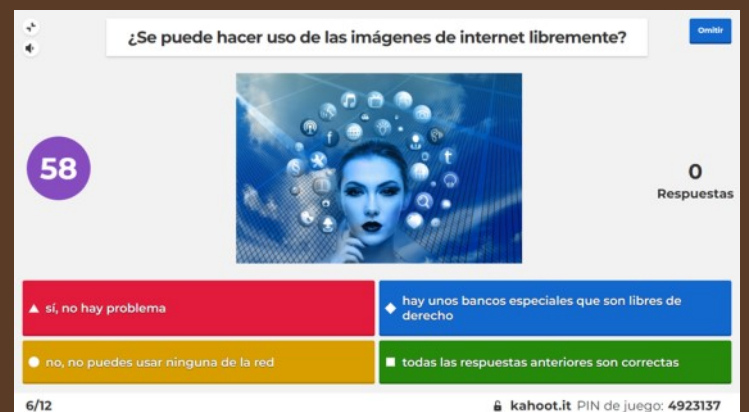 ¿Se puede hacer uso de las imágenes de internet libremente?
Omitir
58
0
Respuestas
sí, no hay problema
hay unos bancos especiales que son libres de
derecho
no, no puedes usar ninguna de la red
todas las respuestas anteriores son correctas
6/12
kahoot.it PIN de juego: 4923137